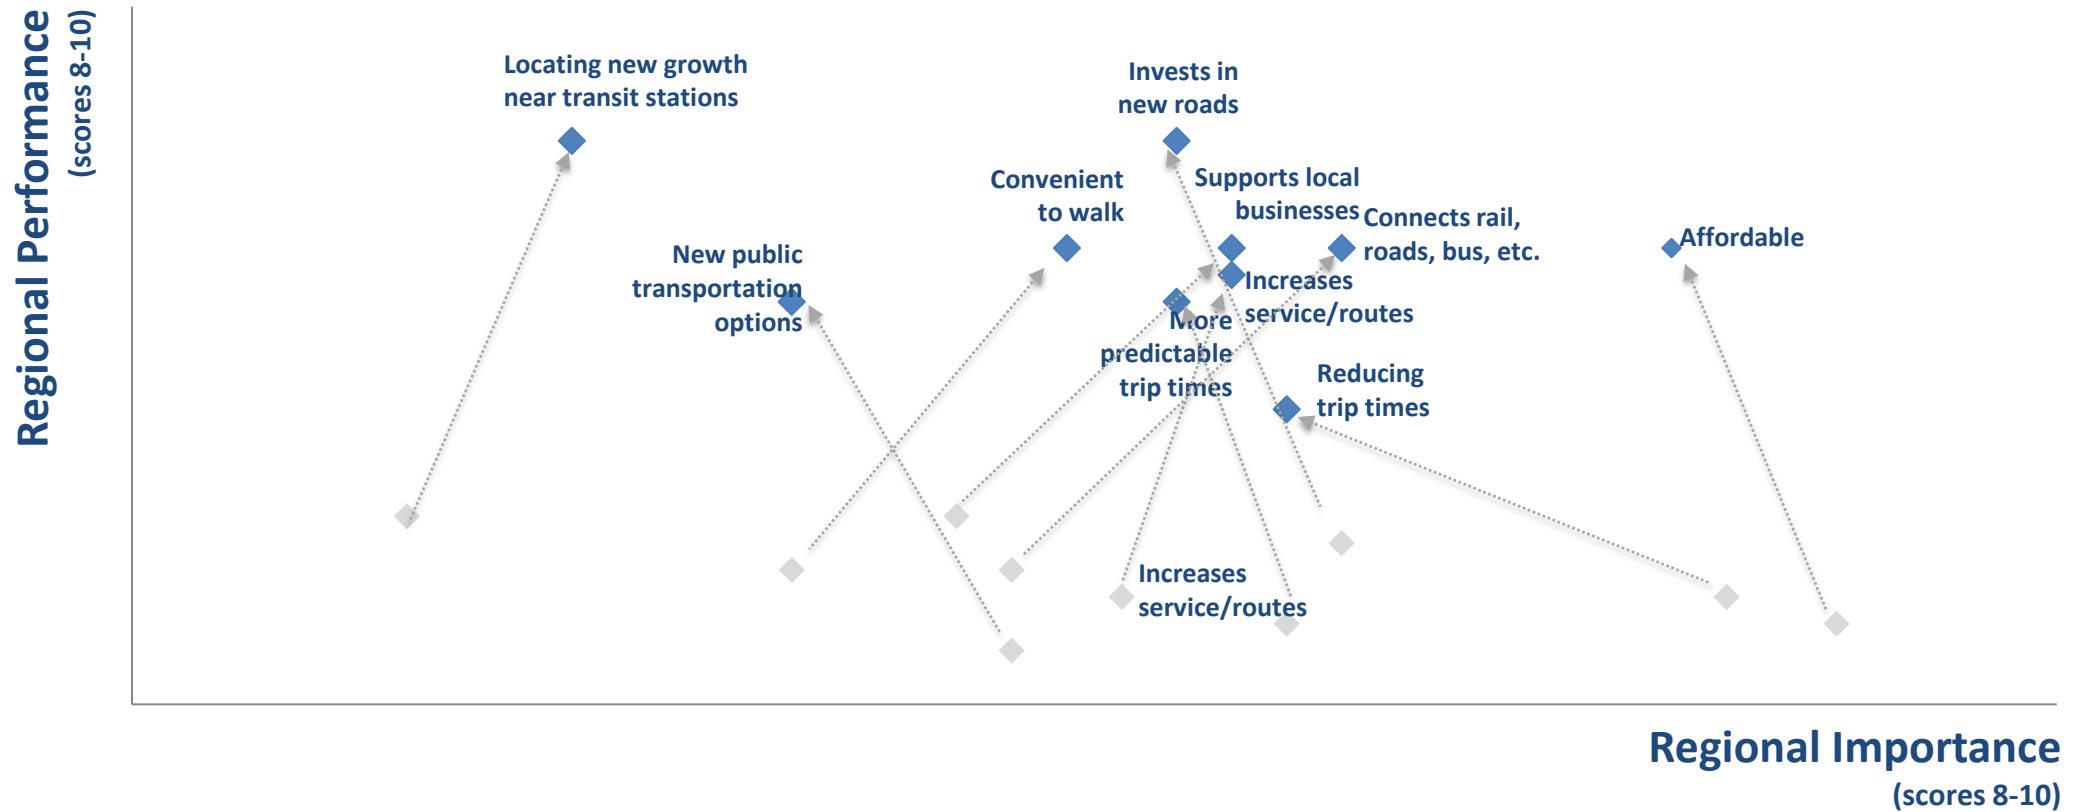 Regional Performance
(scores 8-10)
Locating new growth
near transit stations
Invests in
new roads
Convenient
to walk
Supports local
businesses
Connects rail,
roads, bus, etc.
Affordable
New public
transportation
options
Increases
service/routes
More
predictable
trip times
Reducing
trip times
Increases
service/routes
Regional Importance
(scores 8-10)